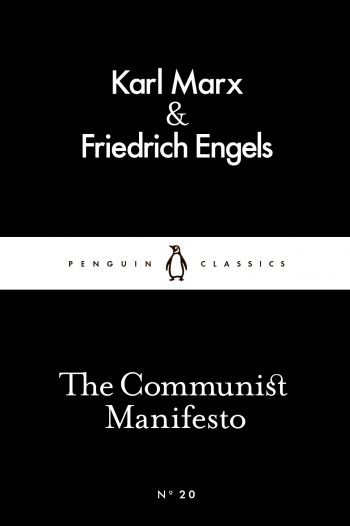 Karl Marx
&
Friedrich Engels
PENGUIN CLASSICS
The Communist
Manifesto
Nº 20